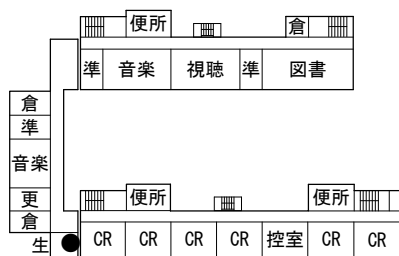 便所 倉
準 音楽 視聴 準 図書
倉
準
音楽
更
倉
生
便所 便所
CR CR CR CR 控室 CR CR